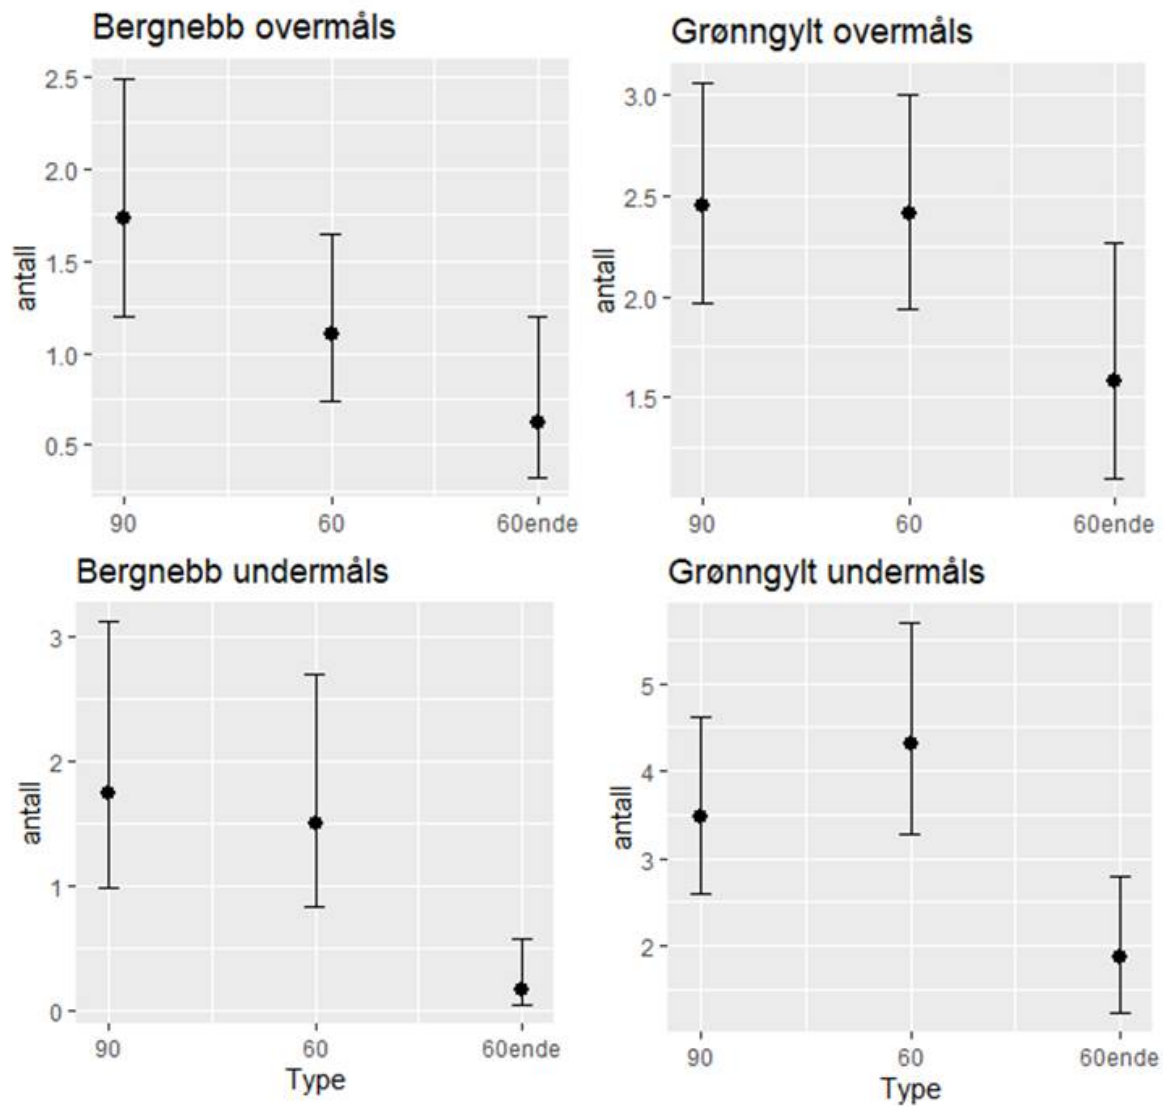 Bergnebb overmåls
antall
2.5
2.0
1.5
1.0
0.5
90 60 60ende
Grønngylt overmåls
antall
3.0
2.5
2.0
1.5
90 60 60ende
Bergnebb undermåls
antall
3
2
1
0
90 60 60ende
Type
Grønngylt undermåls
antall
5
4
3
2
90 60 60ende
Type